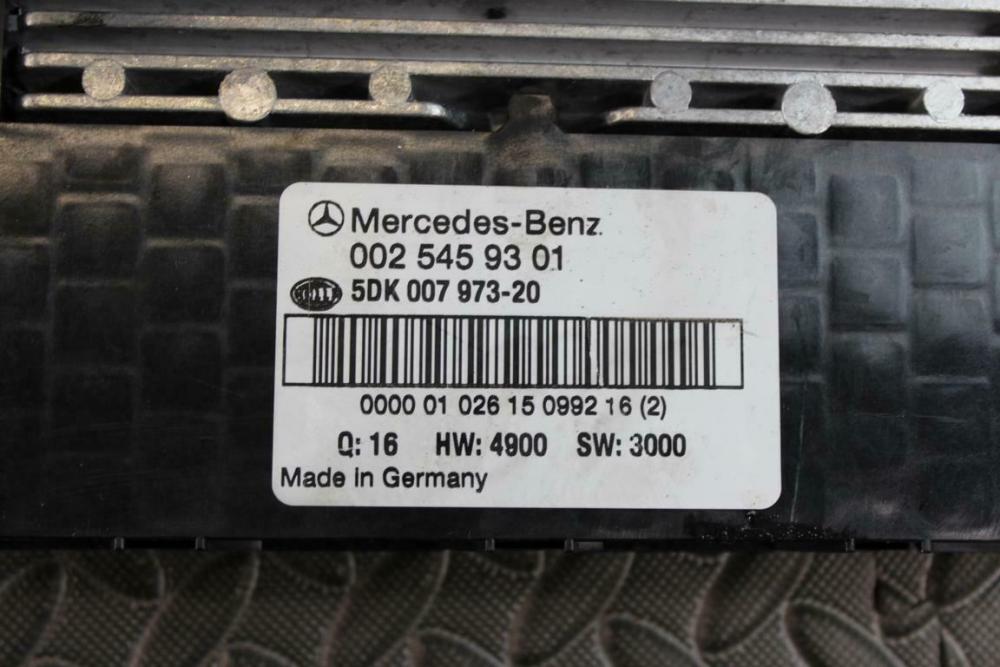 Mercedes-Benz
002 545 93 01
5DK 007 973-20
0000 01 026 15 0992 16 (2)
Q: 16 HW: 4900 SW: 3000
Made in Germany